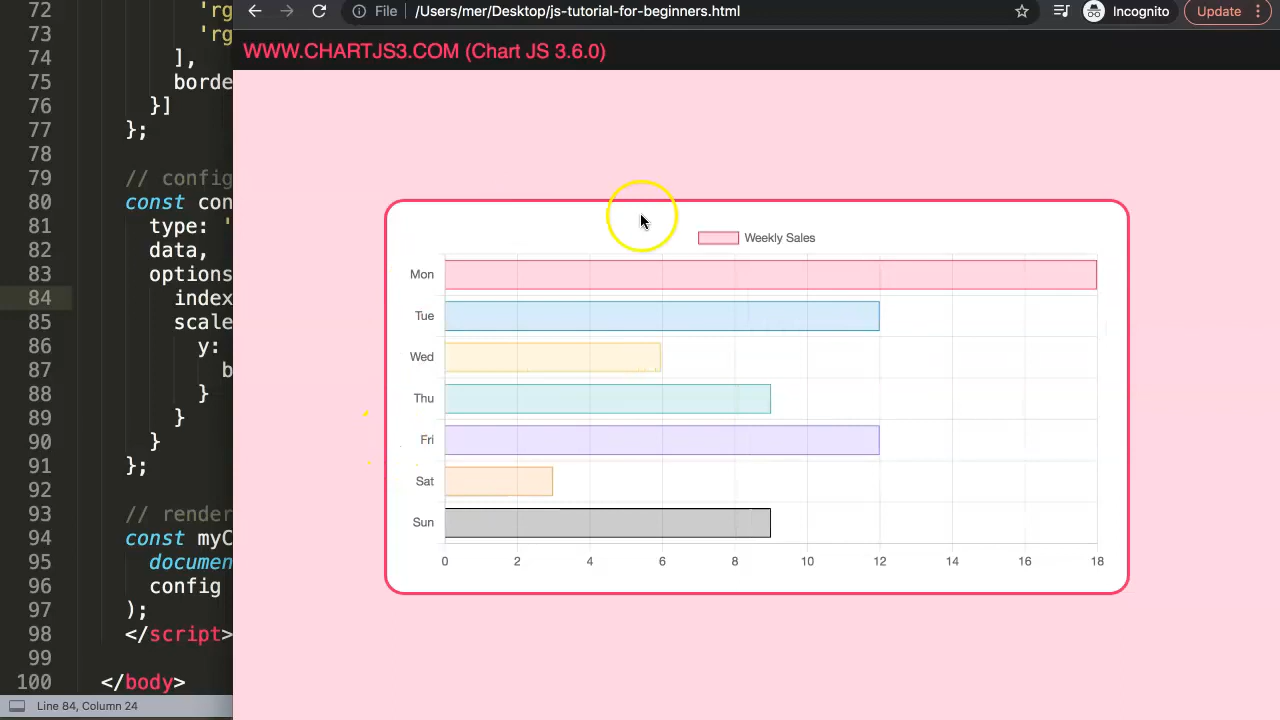 72
'rg
73
'rg
74
],
75
borde
76
}]
77
};
78
79
// config
80
const con
81
type: '
82
data,
83
options
84
index
85
scale
86
y:
87
b
88
}
89
}
90
}
91
};
92
93
// render
94
const myC
95
documen
96
config
97
);
98
</script>
99
100
</body>
Line 84, Column 24
File
/Users/mer/Desktop/js-tutorial-for-beginners.html
Incognito
Update
WWW.CHARTJS3.COM (Chart JS 3.6.0)
Weekly Sales
Mon
Tue
Wed
Thu
Fri
Sat
Sun
0 2 4 6 8 10 12 14 16 18